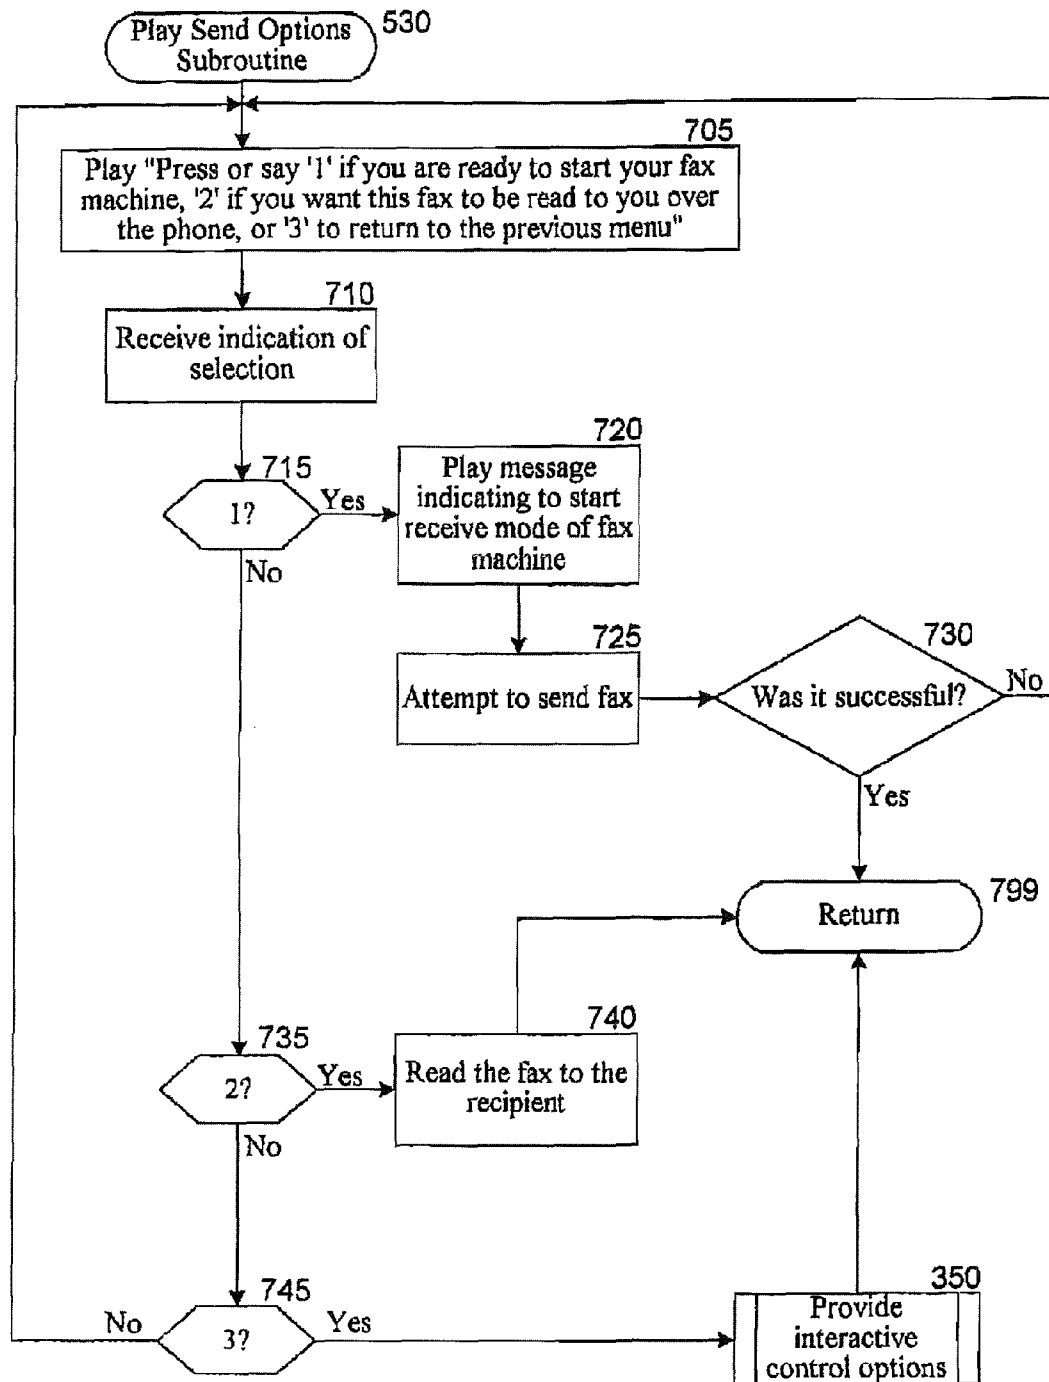 Play Send Options
Subroutine
530
705
Play "Press or say '1' if you are ready to start your fax
machine, '2' if you want this fax to be read to you over
the phone, or '3' to return to the previous menu"
710
Receive indication of
selection
715
1?
Yes
No
720
Play message
indicating to start
receive mode of fax
machine
725
Attempt to send fax
730
Was it successful?
No
Yes
799
Return
735
2?
Yes
No
740
Read the fax to the
recipient
745
3?
No
Yes
350
Provide
interactive
control options